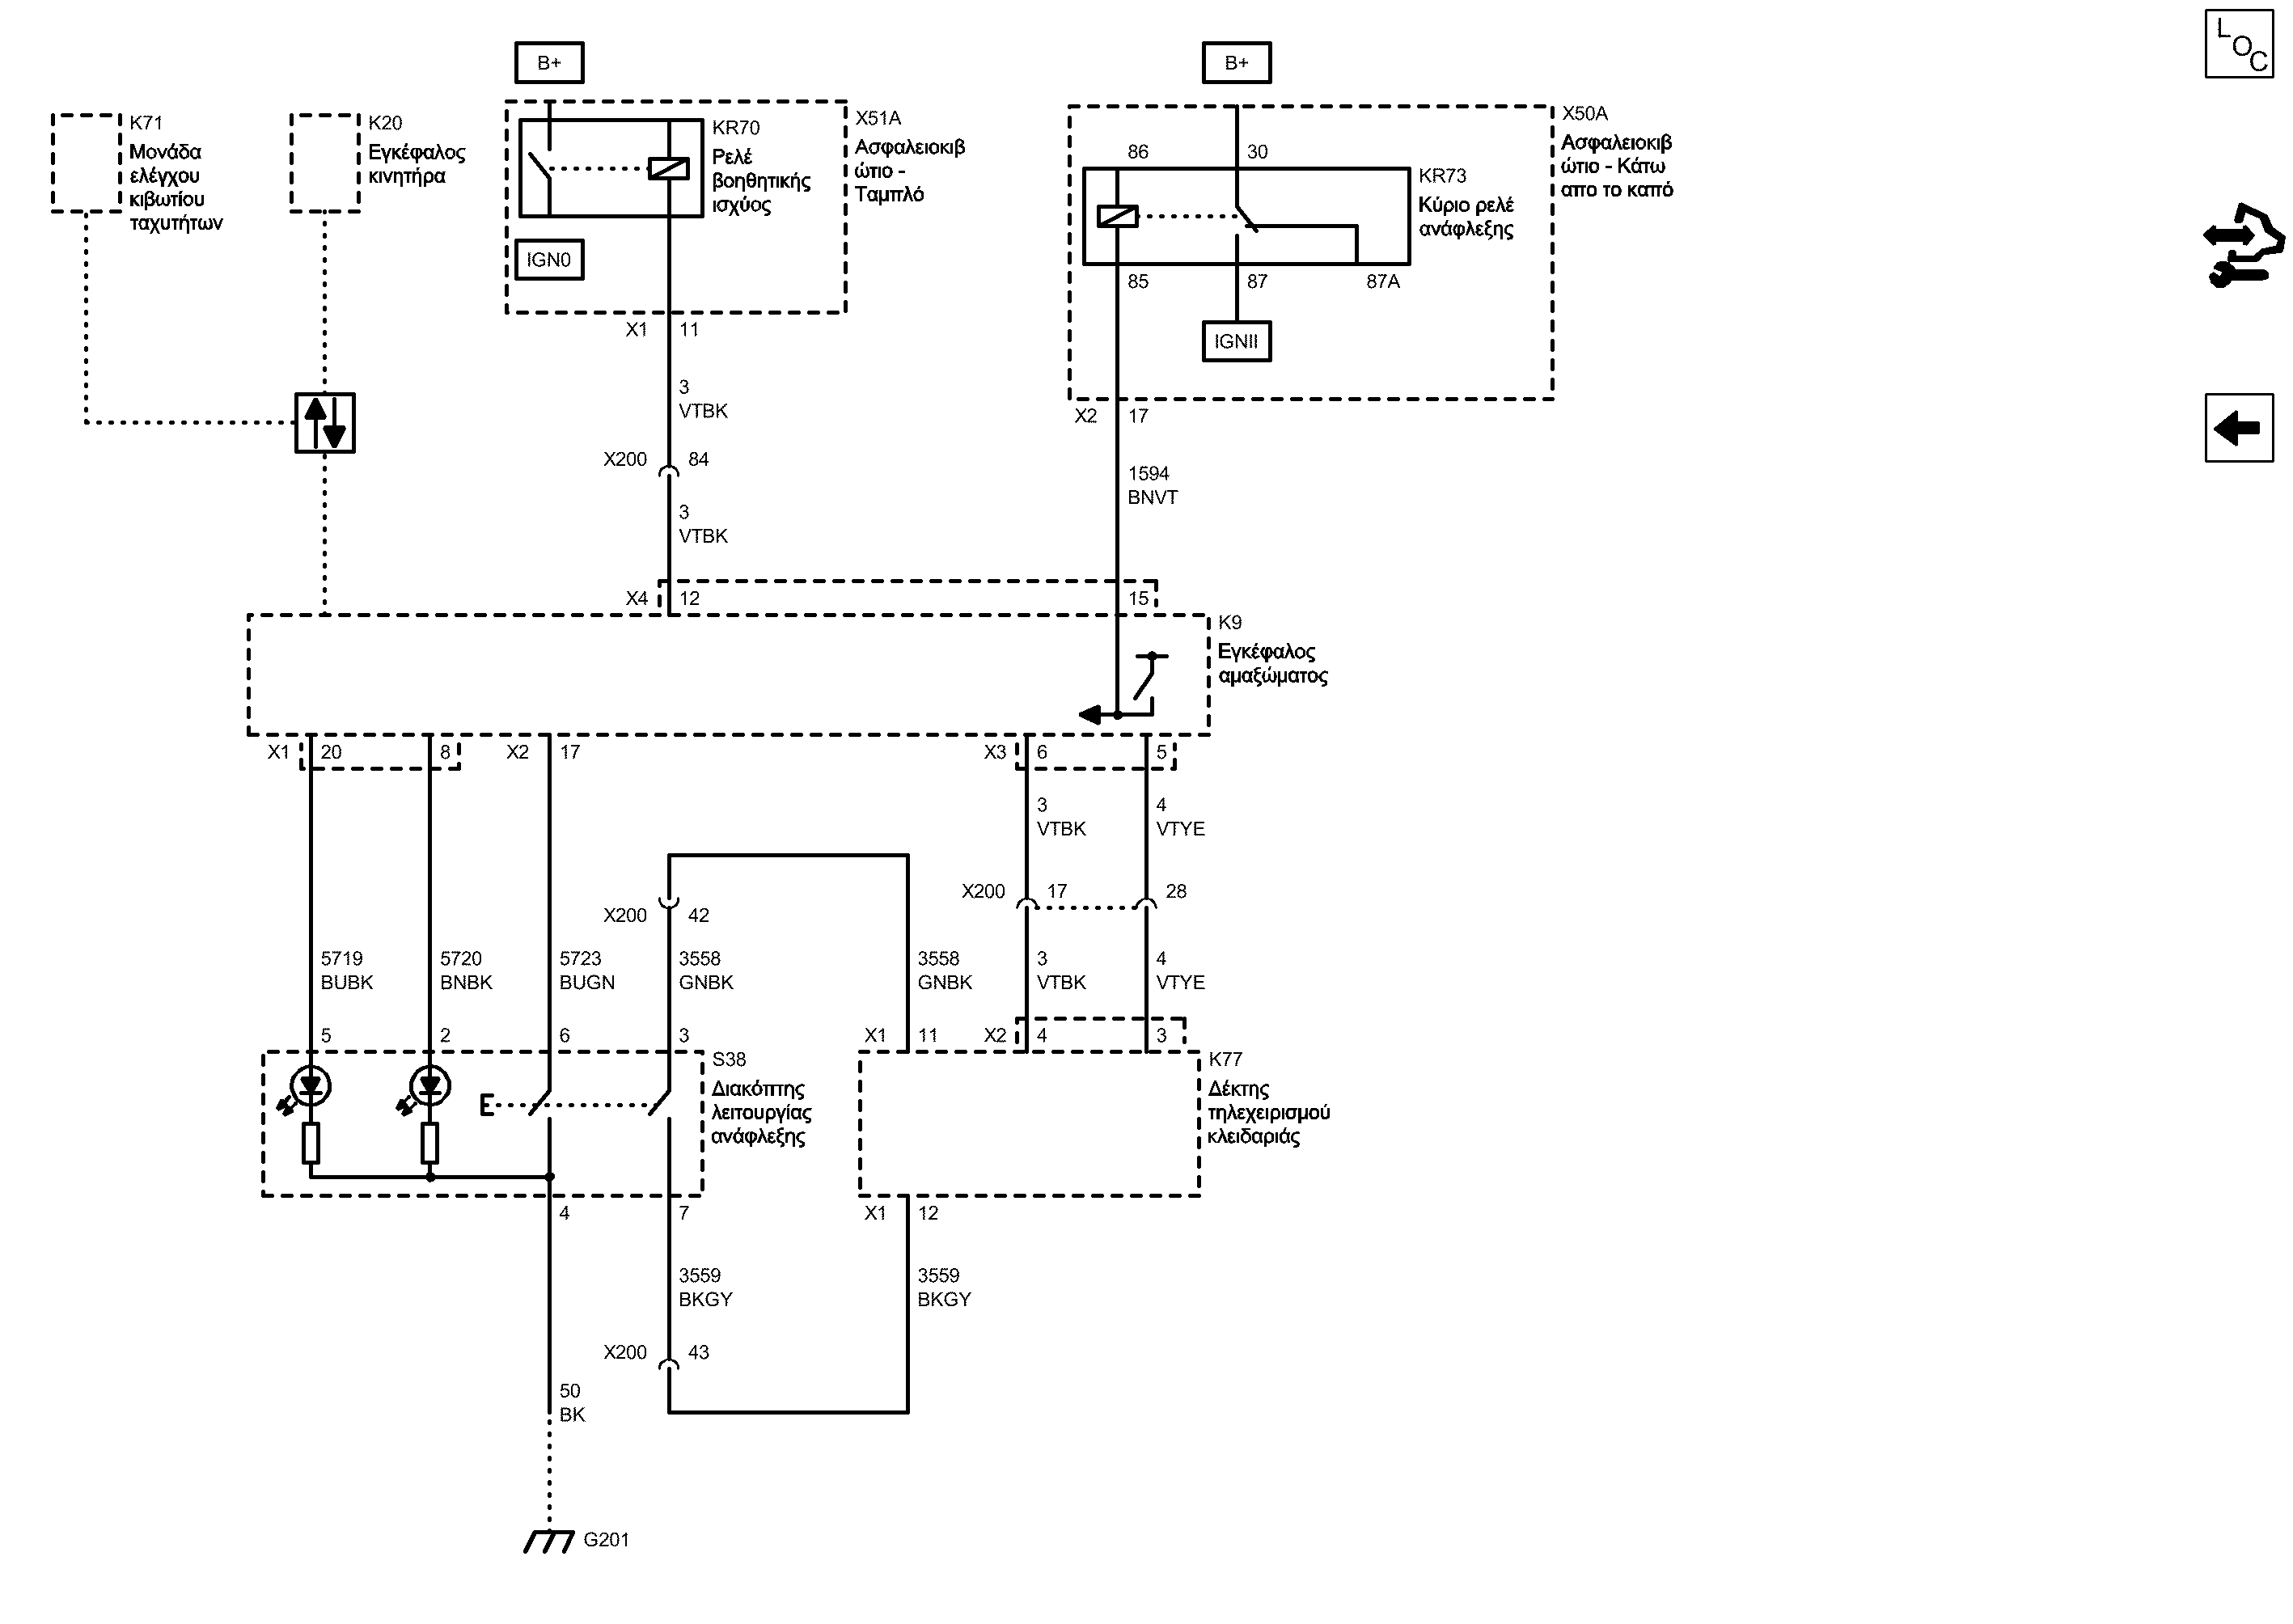 L
O
C
B+
B+
K71
Μονάδα
ελέγχου
κιβωτίου
ταχυτήτων
K20
Εγκέφαλος
κινητήρα
KR70
Ρελέ
βοηθητικής
ισχύος
X51A
Ασφαλειοκιβ
ώτιο -
Ταμπλό
IGN0
X1 11
86 30
KR73
Κύριο ρελέ
ανάφλεξης
X50A
Ασφαλειοκιβ
ώτιο - Κάτω
απο το καπό
85 87 87A
IGNII
X2 17
3
VTBK
X200 84
3
VTBK
1594
BNVT
X4 12 15
K9
Εγκέφαλος
αμαξώματος
X1 20 8 X2 17 X3 6 5
3
VTBK
4
VTYE
X200 17 28
X200 42
5719
BUBK
5720
BNBK
5723
BUGN
3558
GNBK
3558
GNBK
3
VTBK
4
VTYE
5 2 6 3 X1 11 X2 4 3
S38
Διακόπτης
λειτουργίας
ανάφλεξης
K77
Δέκτης
τηλεχειρισμού
κλειδαριάς
4 7 X1 12
3559
BKGY
3559
BKGY
X200 43
50
BK
G201